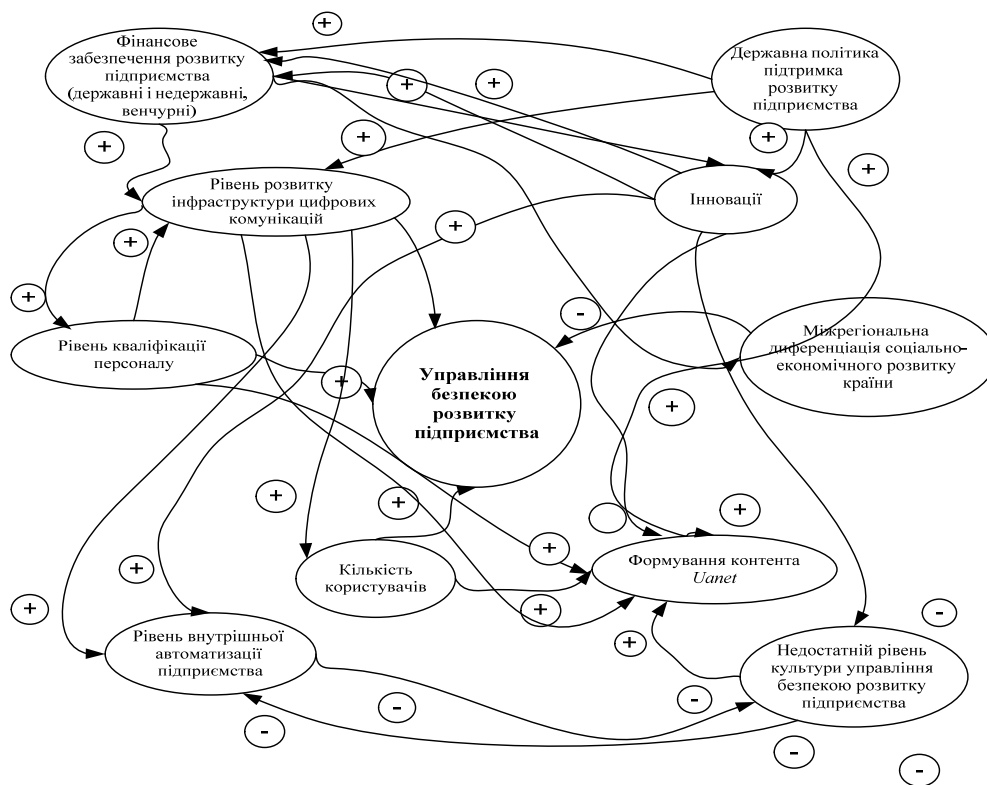 +
Фінансове
забезпечення розвитку
підприємства
(державні і недержавні,
венчурні)
Державна політика
підтримка
розвитку
підприємства
+
+
+
+
+
+
Рівень розвитку
інфраструктури цифрових
комунікацій
Інновації
+
+
+
-
Рівень кваліфікації
персоналу
+
Управління
безпекою
розвитку
підприємства
Міжрегіональна
диференціація соціально-
економічного розвитку
країни
+
+
+
+
+
Кількість
користувачів
Формування контента
Uanet
+
+
+
+
Рівень внутрішньої
автоматизації
підприємства
+
-
Недостатній рівень
культури управління
безпекою розвитку
підприємства
-
-
-
-
-